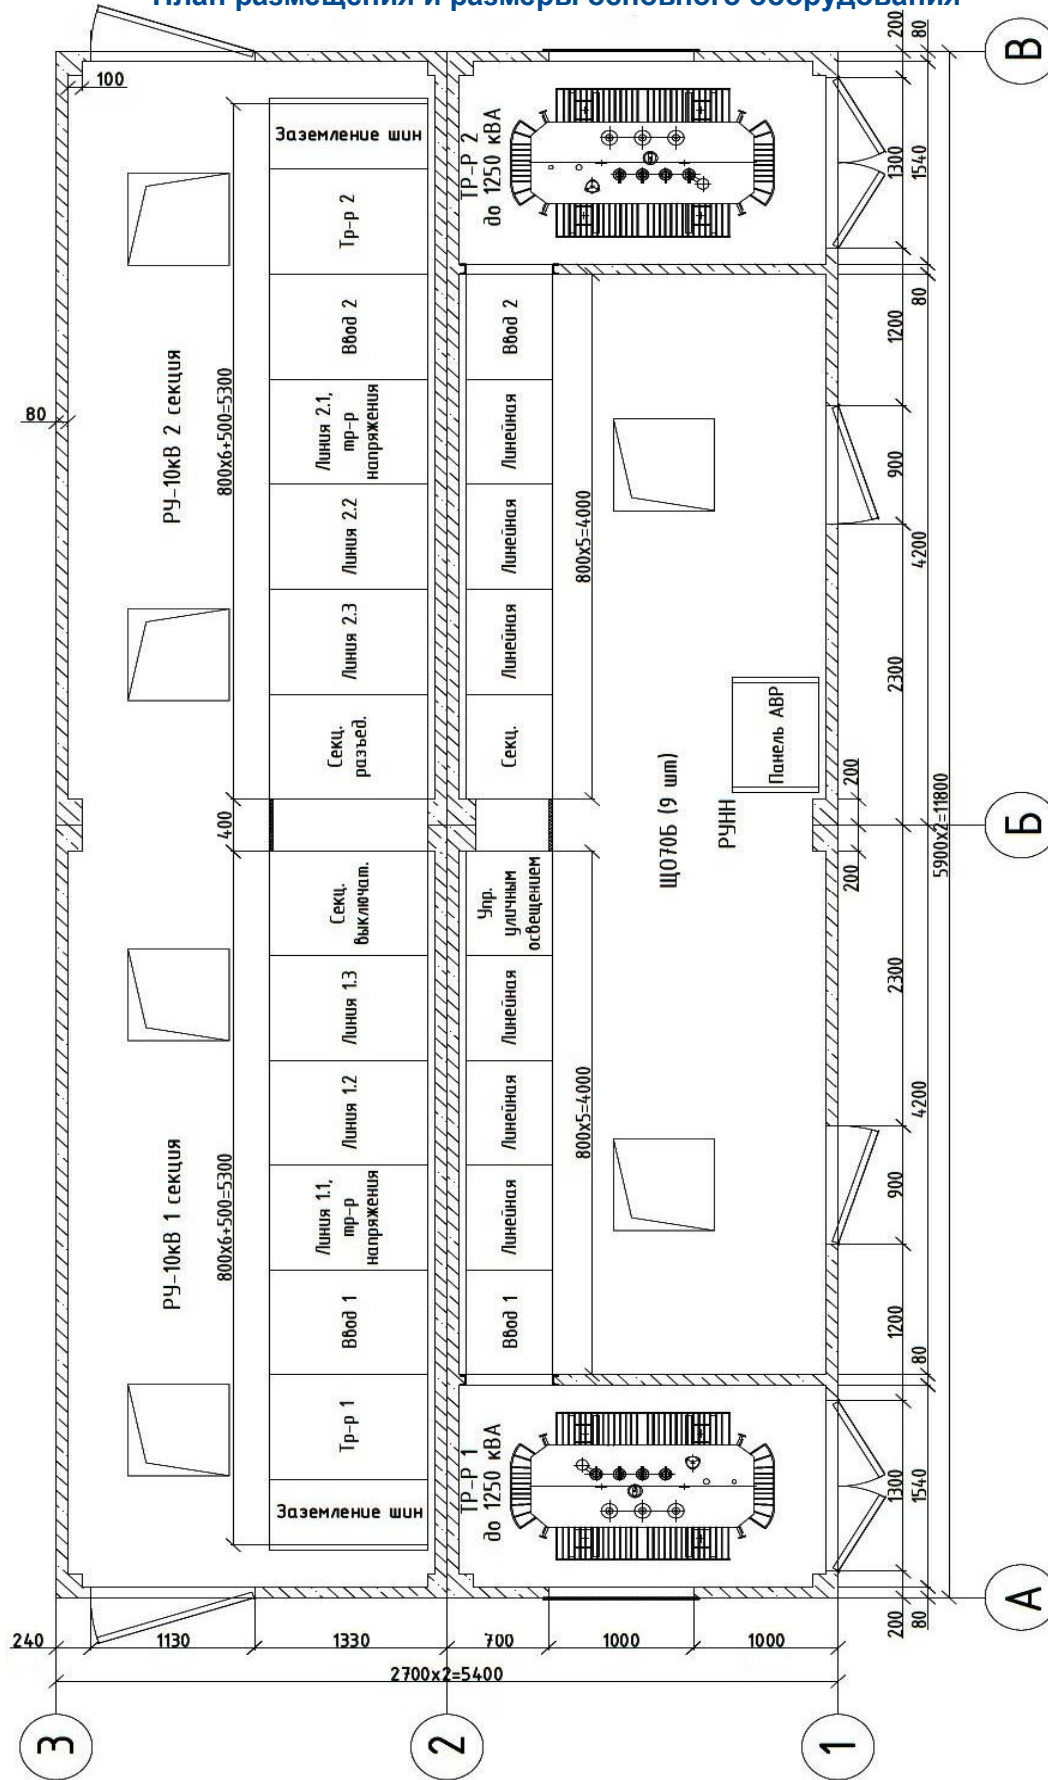 План размещения и размеры основного оборудования
100
80
РУ-10кВ 1 секция
800х6+500=5300
РУ-10кВ 2 секция
800х6+500=5300
400
Заземление шин
Тр-р 1
Ввод 1
Линия 1.1,
тр-р
напряжения
Линия 1.2
Линия 1.3
Секц.
выключат.
Секц.
разъед.
Линия 2.3
Линия 2.2
Линия 2.1,
тр-р
напряжения
Ввод 2
Тр-р 2
Заземление шин
ТР-Р 1
до 1250 кВА
Ввод 1
Линейная
Линейная
Линейная
Упр.
уличным
освещением
Секц.
Линейная
Линейная
Линейная
Ввод 2
ТР-Р 2
до 1250 кВА
800х5=4000
800х5=4000
ЩО70Б (9 шт)
РУНН
Панель АВР
200
200
200
1300
1200
900
2300
2300
900
1200
1300
200
80
1540
80
4200
4200
80
1540
80
5900х2=11800
240
1130
1330
700
1000
1000
2700х2=5400
3
2
1
А
Б
В